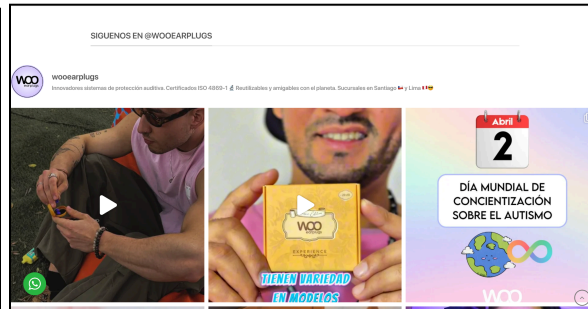 SIGUENOS EN @WOOEARPLUGS
WOO
earplugs
wooearplugs
Innovadores sistemas de protección auditiva. Certificados ISO 4869-1 🔬 Reutilizables y amigables con el planeta. Sucursales en Santiago 🇨🇱 y Lima 🇵🇪😎
WOO
EXPERIENCE
TIENEN VARIEDAD
EN MODELOS
Abril
2
DÍA MUNDIAL DE
CONCIENTIZACIÓN
SOBRE EL AUTISMO
WOO